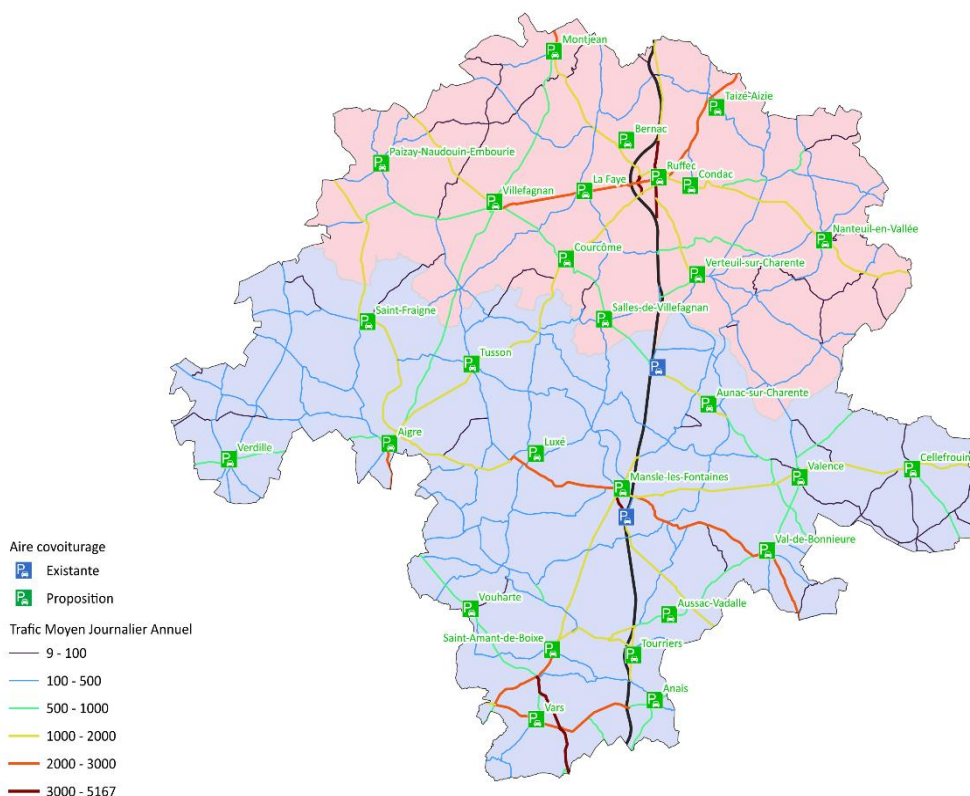 Montjean
Taizé-Aizie
Bernac
Paizay-Naudouin-Embourie
Ruffec
La Faye
Condac
Villefagnan
Nanteuil-en-Vallée
Courcôme
Verteuil-sur-Charente
Saint-Fraigne
Salles-de-Villefagnan
Tusson
Aunac-sur-Charente
Aigre
Luxé
Verdille
Cellefrouin
Valence
Mansle-les-Fontaines
Val-de-Bonnieure
Vouharte
Aussac-Vadalle
Saint-Amant-de-Boixe
Tourriers
Anais
Vars
Aire covoiturage
Existante
Proposition
Trafic Moyen Journalier Annuel
9 - 100
100 - 500
500 - 1000
1000 - 2000
2000 - 3000
3000 - 5167